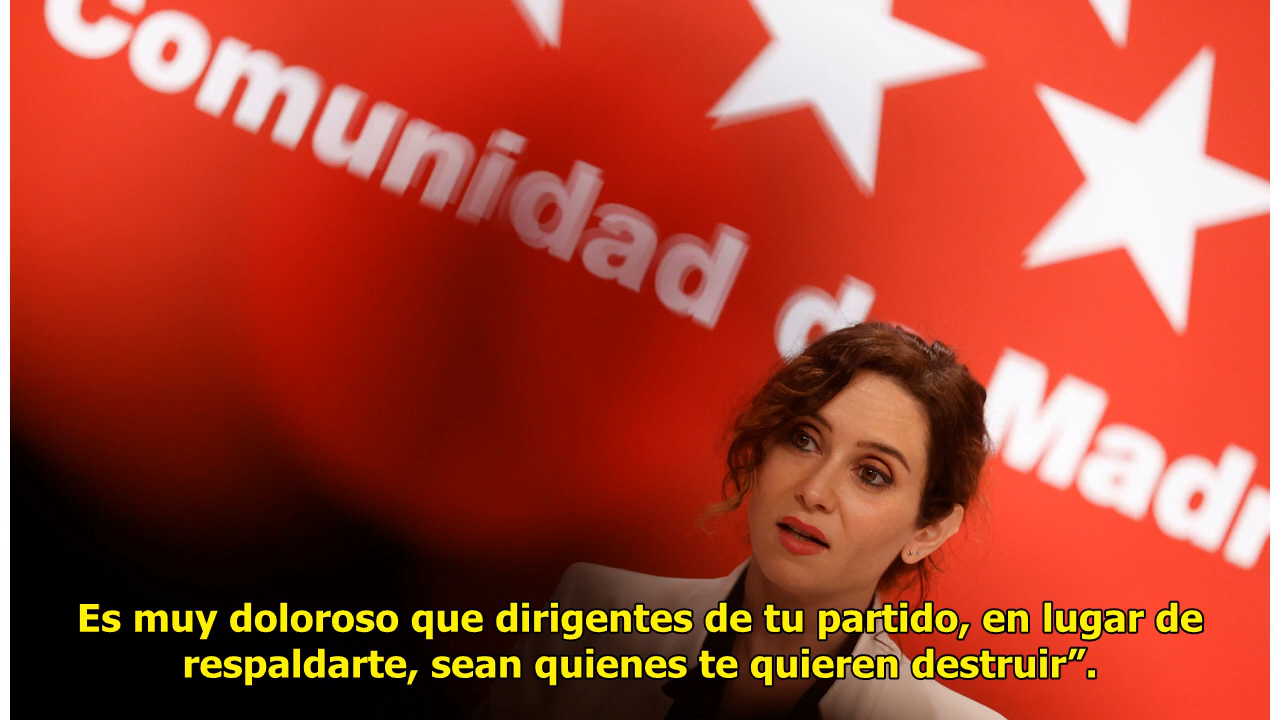 Comunidad de Madr
Es muy doloroso que dirigentes de tu partido, en lugar de
respaldarte, sean quienes te quieren destruir”.